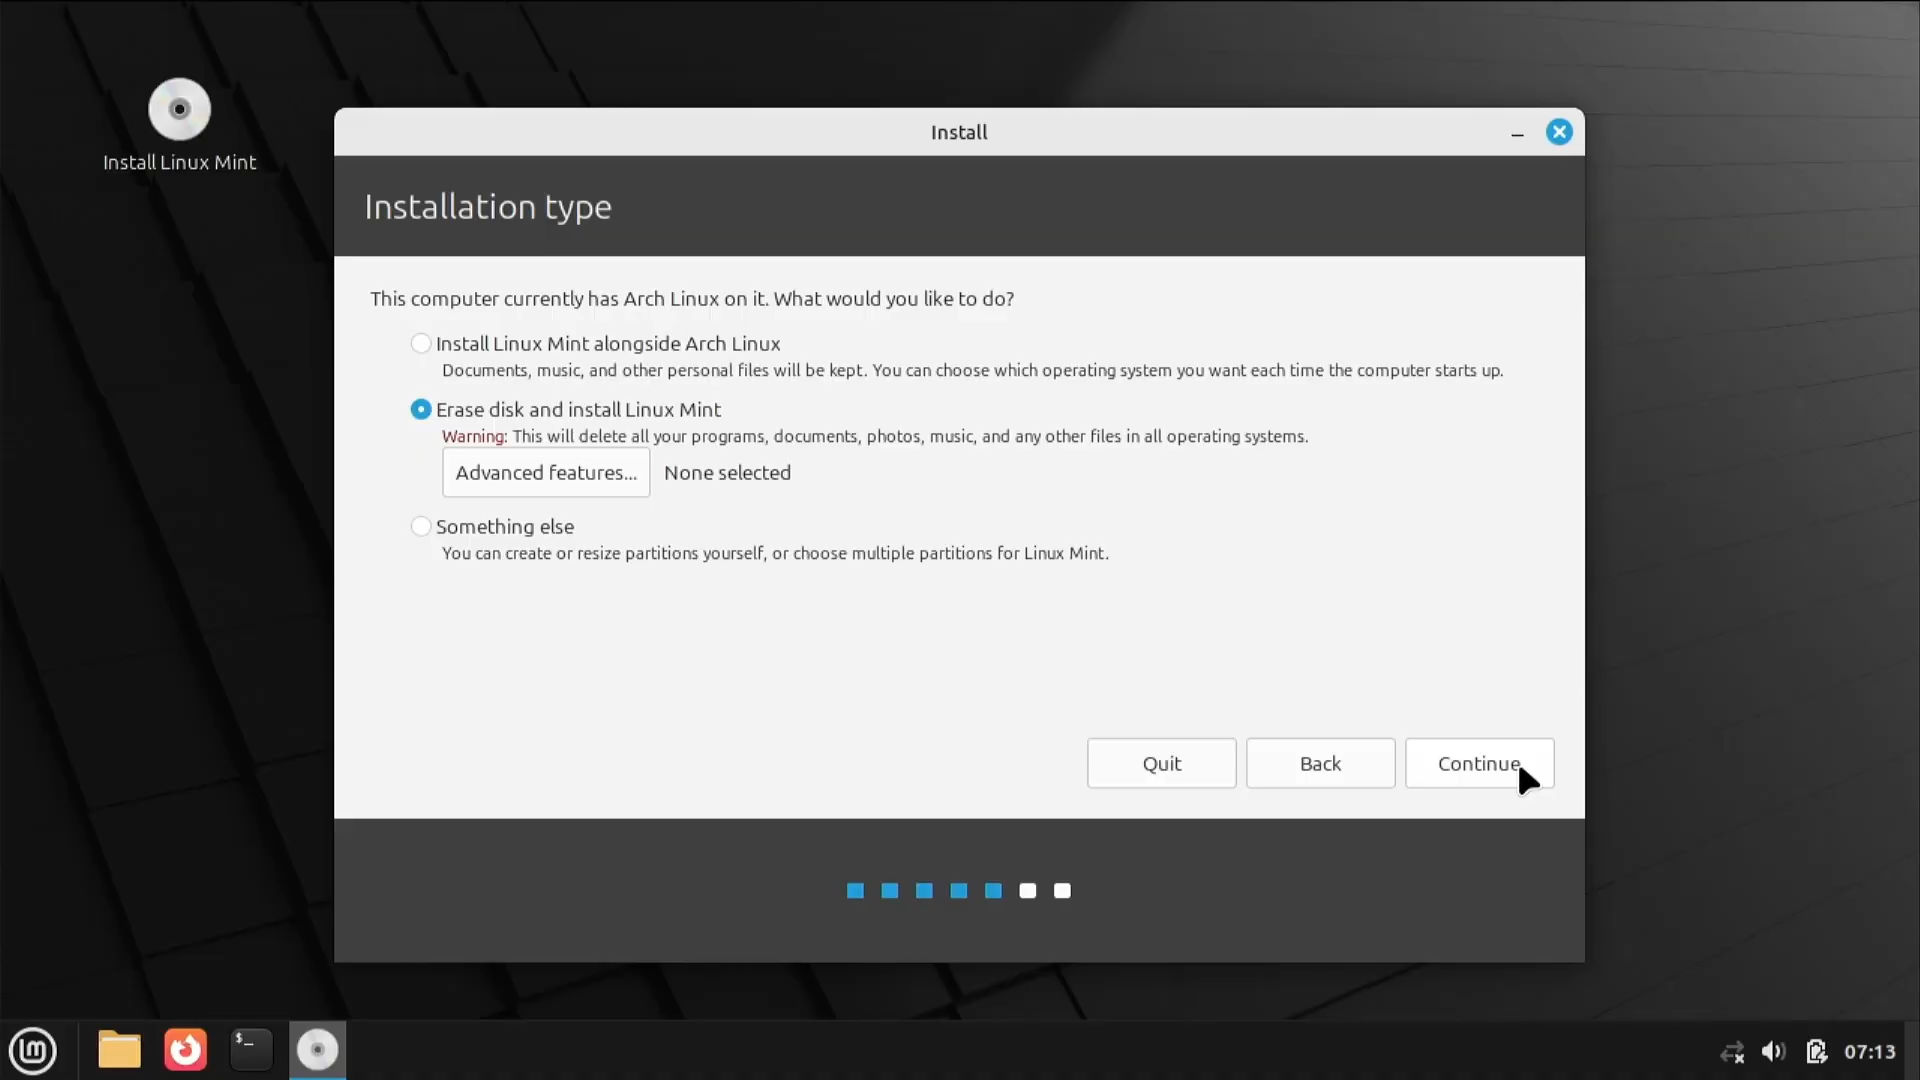 Install Linux Mint
Install
Installation type
This computer currently has Arch Linux on it. What would you like to do?
Install Linux Mint alongside Arch Linux
Documents, music, and other personal files will be kept. You can choose which operating system you want each time the computer starts up.
Erase disk and install Linux Mint
Warning: This will delete all your programs, documents, photos, music, and any other files in all operating systems.
Advanced features... None selected
Something else
You can create or resize partitions yourself, or choose multiple partitions for Linux Mint.
Quit Back Continue
$_ 07:13